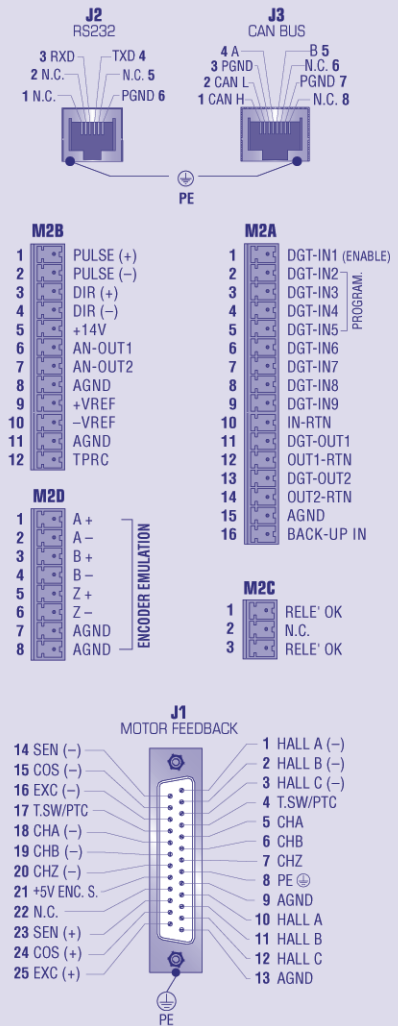 J2
RS232
3 RXD
TXD 4
2 N.C.
N.C. 5
1 N.C.
PGND 6
J3
CAN BUS
4 A
B 5
3 PGND
N.C. 6
2 CAN L
PGND 7
1 CAN H
N.C. 8
PE
M2B
1 PULSE (+)
2 PULSE (–)
3 DIR (+)
4 DIR (–)
5 +14V
6 AN-OUT1
7 AN-OUT2
8 AGND
9 +VREF
10 –VREF
11 AGND
12 TPRC
M2A
1 DGT-IN1 (ENABLE)
2 DGT-IN2
3 DGT-IN3
4 DGT-IN4
5 DGT-IN5
PROGRAM.
6 DGT-IN6
7 DGT-IN7
8 DGT-IN8
9 DGT-IN9
10 IN-RTN
11 DGT-OUT1
12 OUT1-RTN
13 DGT-OUT2
14 OUT2-RTN
15 AGND
16 BACK-UP IN
M2D
1 A +
2 A –
3 B +
4 B –
5 Z +
6 Z –
7 AGND
8 AGND
ENCODER EMULATION
M2C
1 RELE' OK
2 N.C.
3 RELE' OK
J1
MOTOR FEEDBACK
14 SEN (–)
15 COS (–)
16 EXC (–)
17 T.SW/PTC
18 CHA (–)
19 CHB (–)
20 CHZ (–)
21 +5V ENC. S.
22 N.C.
23 SEN (+)
24 COS (+)
25 EXC (+)
1 HALL A (–)
2 HALL B (–)
3 HALL C (–)
4 T.SW/PTC
5 CHA
6 CHB
7 CHZ
8 PE
9 AGND
10 HALL A
11 HALL B
12 HALL C
13 AGND
PE